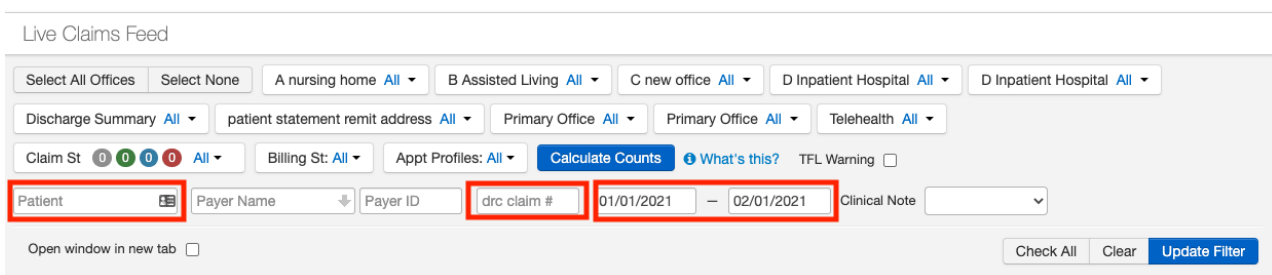 Live Claims Feed
Select All Offices Select None A nursing home All B Assisted Living All C new office All D Inpatient Hospital All D Inpatient Hospital All
Discharge Summary All patient statement remit address All Primary Office All Primary Office All Telehealth All
Claim St 0 0 0 0 All Billing St: All Appt Profiles: All Calculate Counts What's this? TFL Warning
Patient Payer Name Payer ID drc claim # 01/01/2021 – 02/01/2021 Clinical Note
Open window in new tab Check All Clear Update Filter